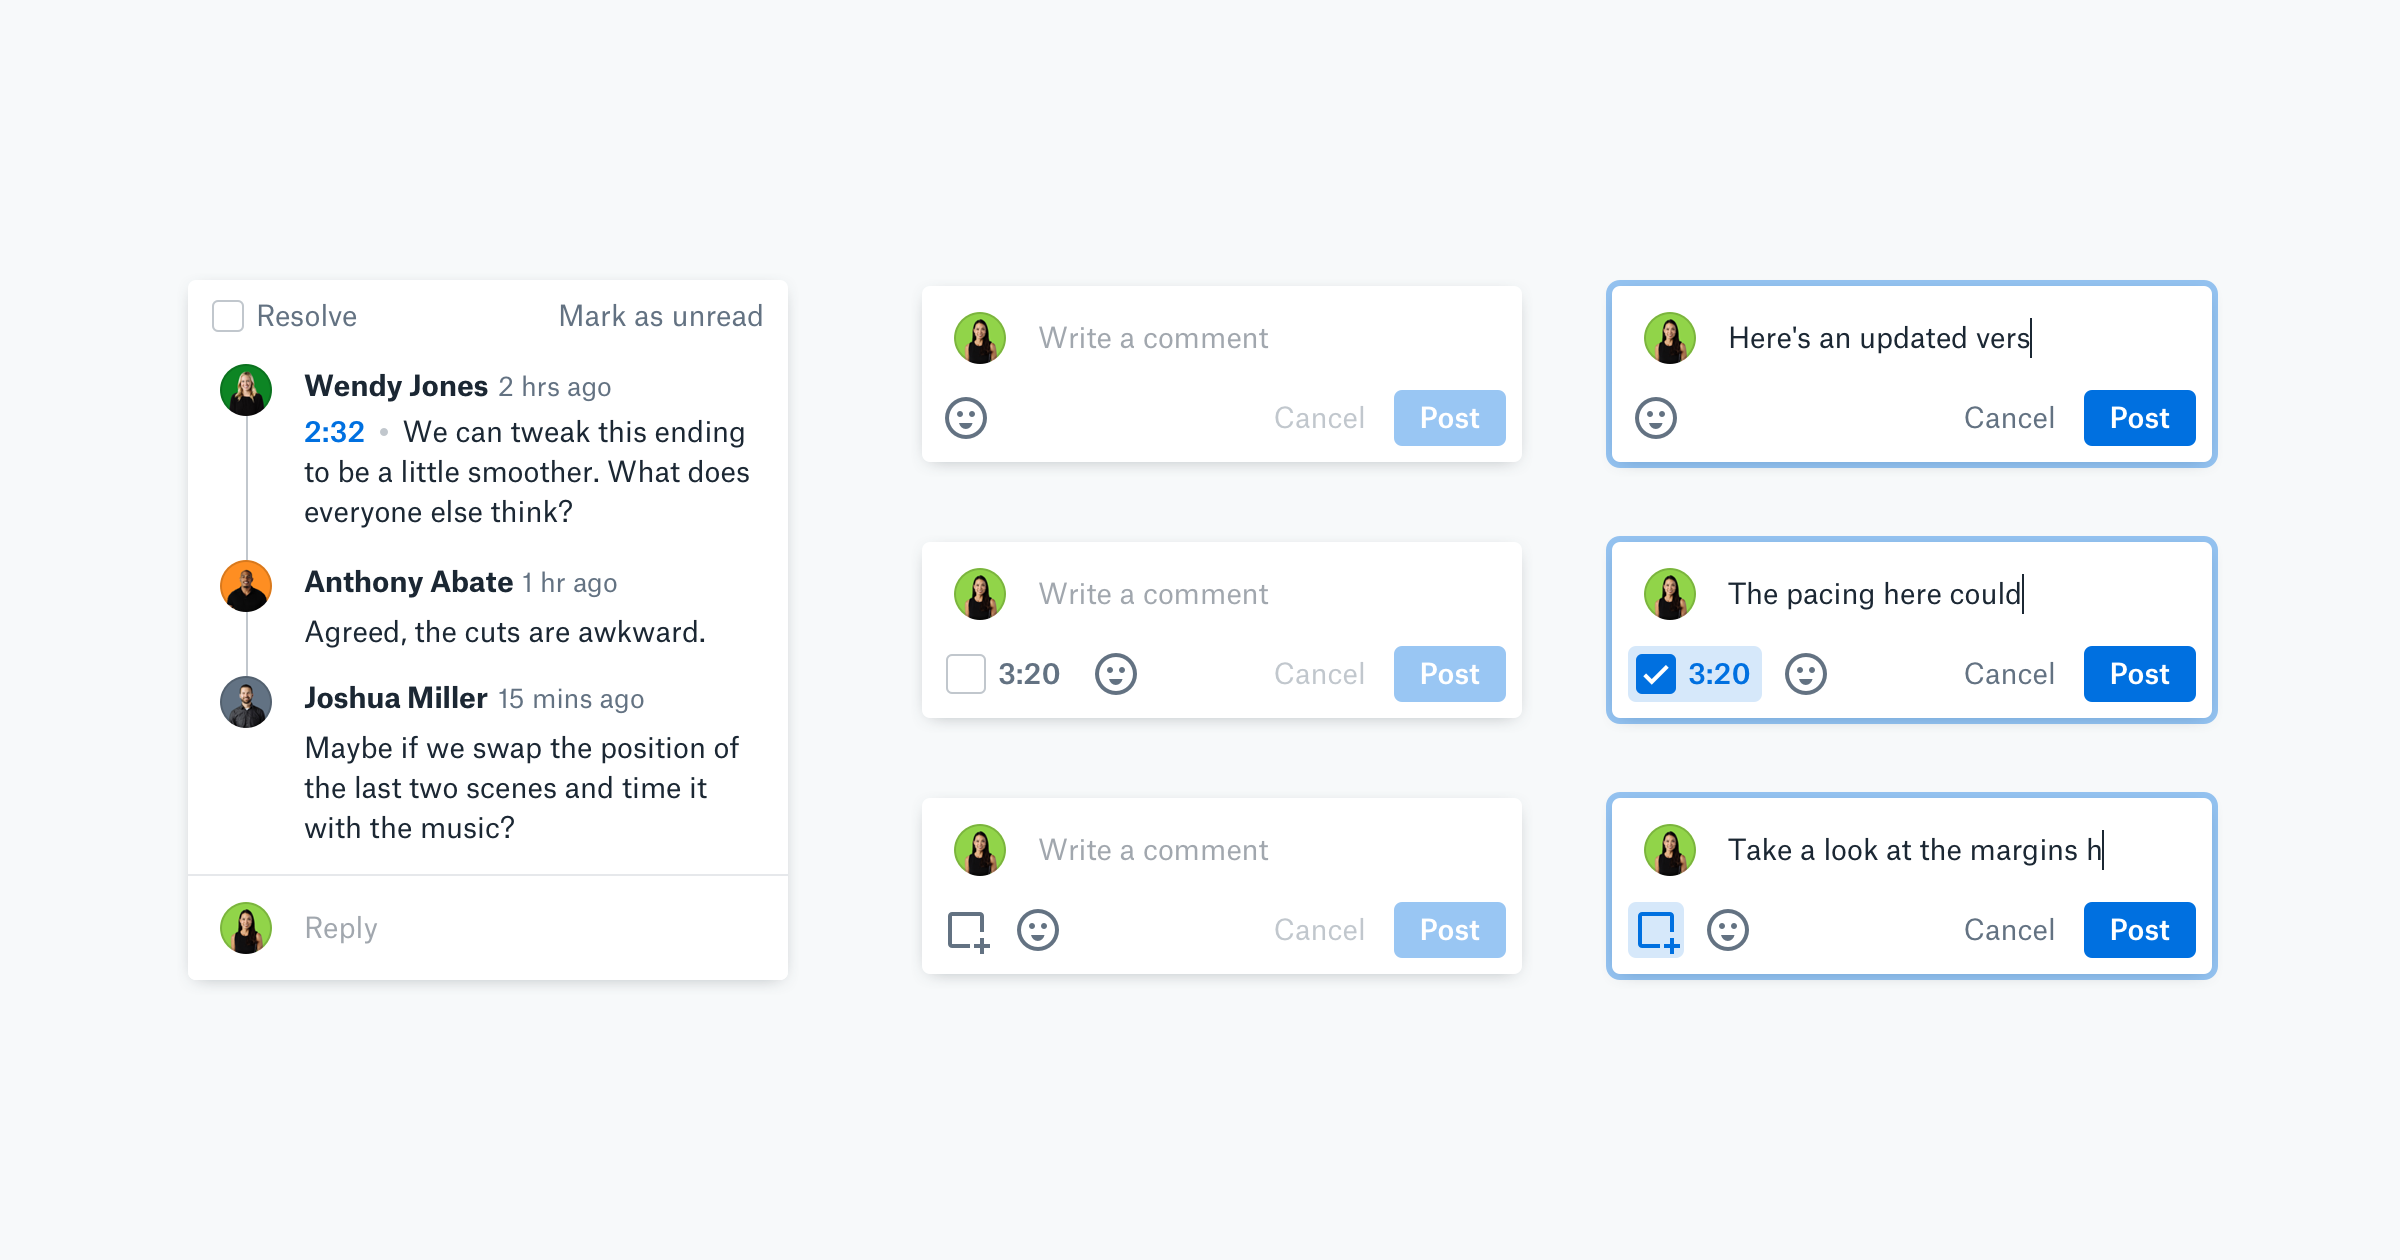 Resolve
Mark as unread
Wendy Jones 2 hrs ago
2:32 • We can tweak this ending
to be a little smoother. What does
everyone else think?
Anthony Abate 1 hr ago
Agreed, the cuts are awkward.
Joshua Miller 15 mins ago
Maybe if we swap the position of
the last two scenes and time it
with the music?
Reply
Write a comment
Cancel
Post
Write a comment
3:20
Cancel
Post
Write a comment
Cancel
Post
Here's an updated vers
Cancel
Post
The pacing here could
3:20
Cancel
Post
Take a look at the margins h
Cancel
Post